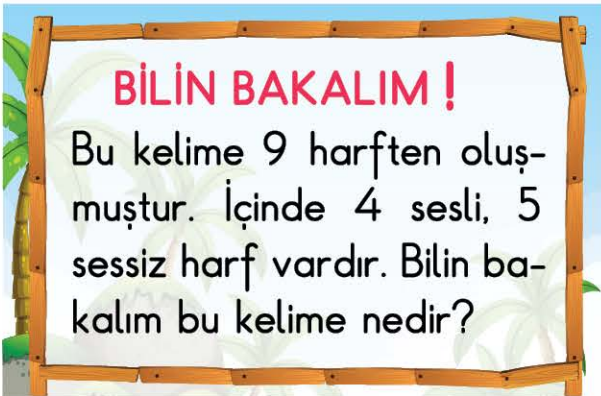 BİLİN BAKALIM !
Bu kelime 9 harften oluş-
muştur. İçinde 4 sesli, 5
sessiz harf vardır. Bilin ba-
kalım bu kelime nedir?